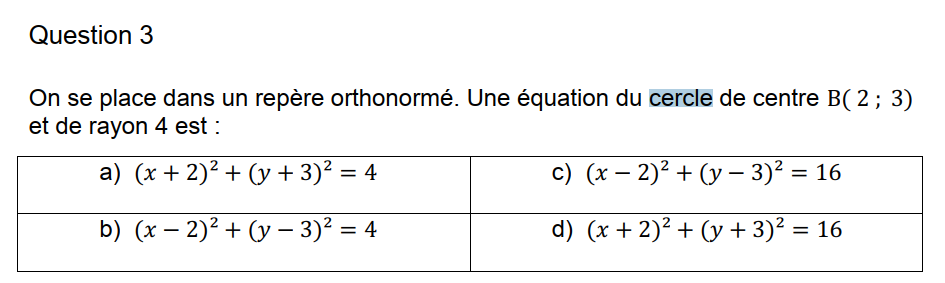 Question 3
On se place dans un repère orthonormé. Une équation du cercle de centre B( 2 ; 3)
et de rayon 4 est :
a) (x + 2)² + (y + 3)² = 4
c) (x − 2)² + (y − 3)² = 16
b) (x − 2)² + (y − 3)² = 4
d) (x + 2)² + (y + 3)² = 16